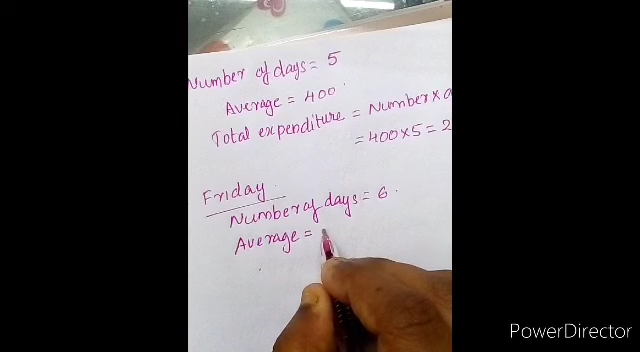 Number of days = 5
Average = 400
Total expenditure = Number ×
= 400 × 5 = 2
Friday
Number of days = 6
Average =
PowerDirector